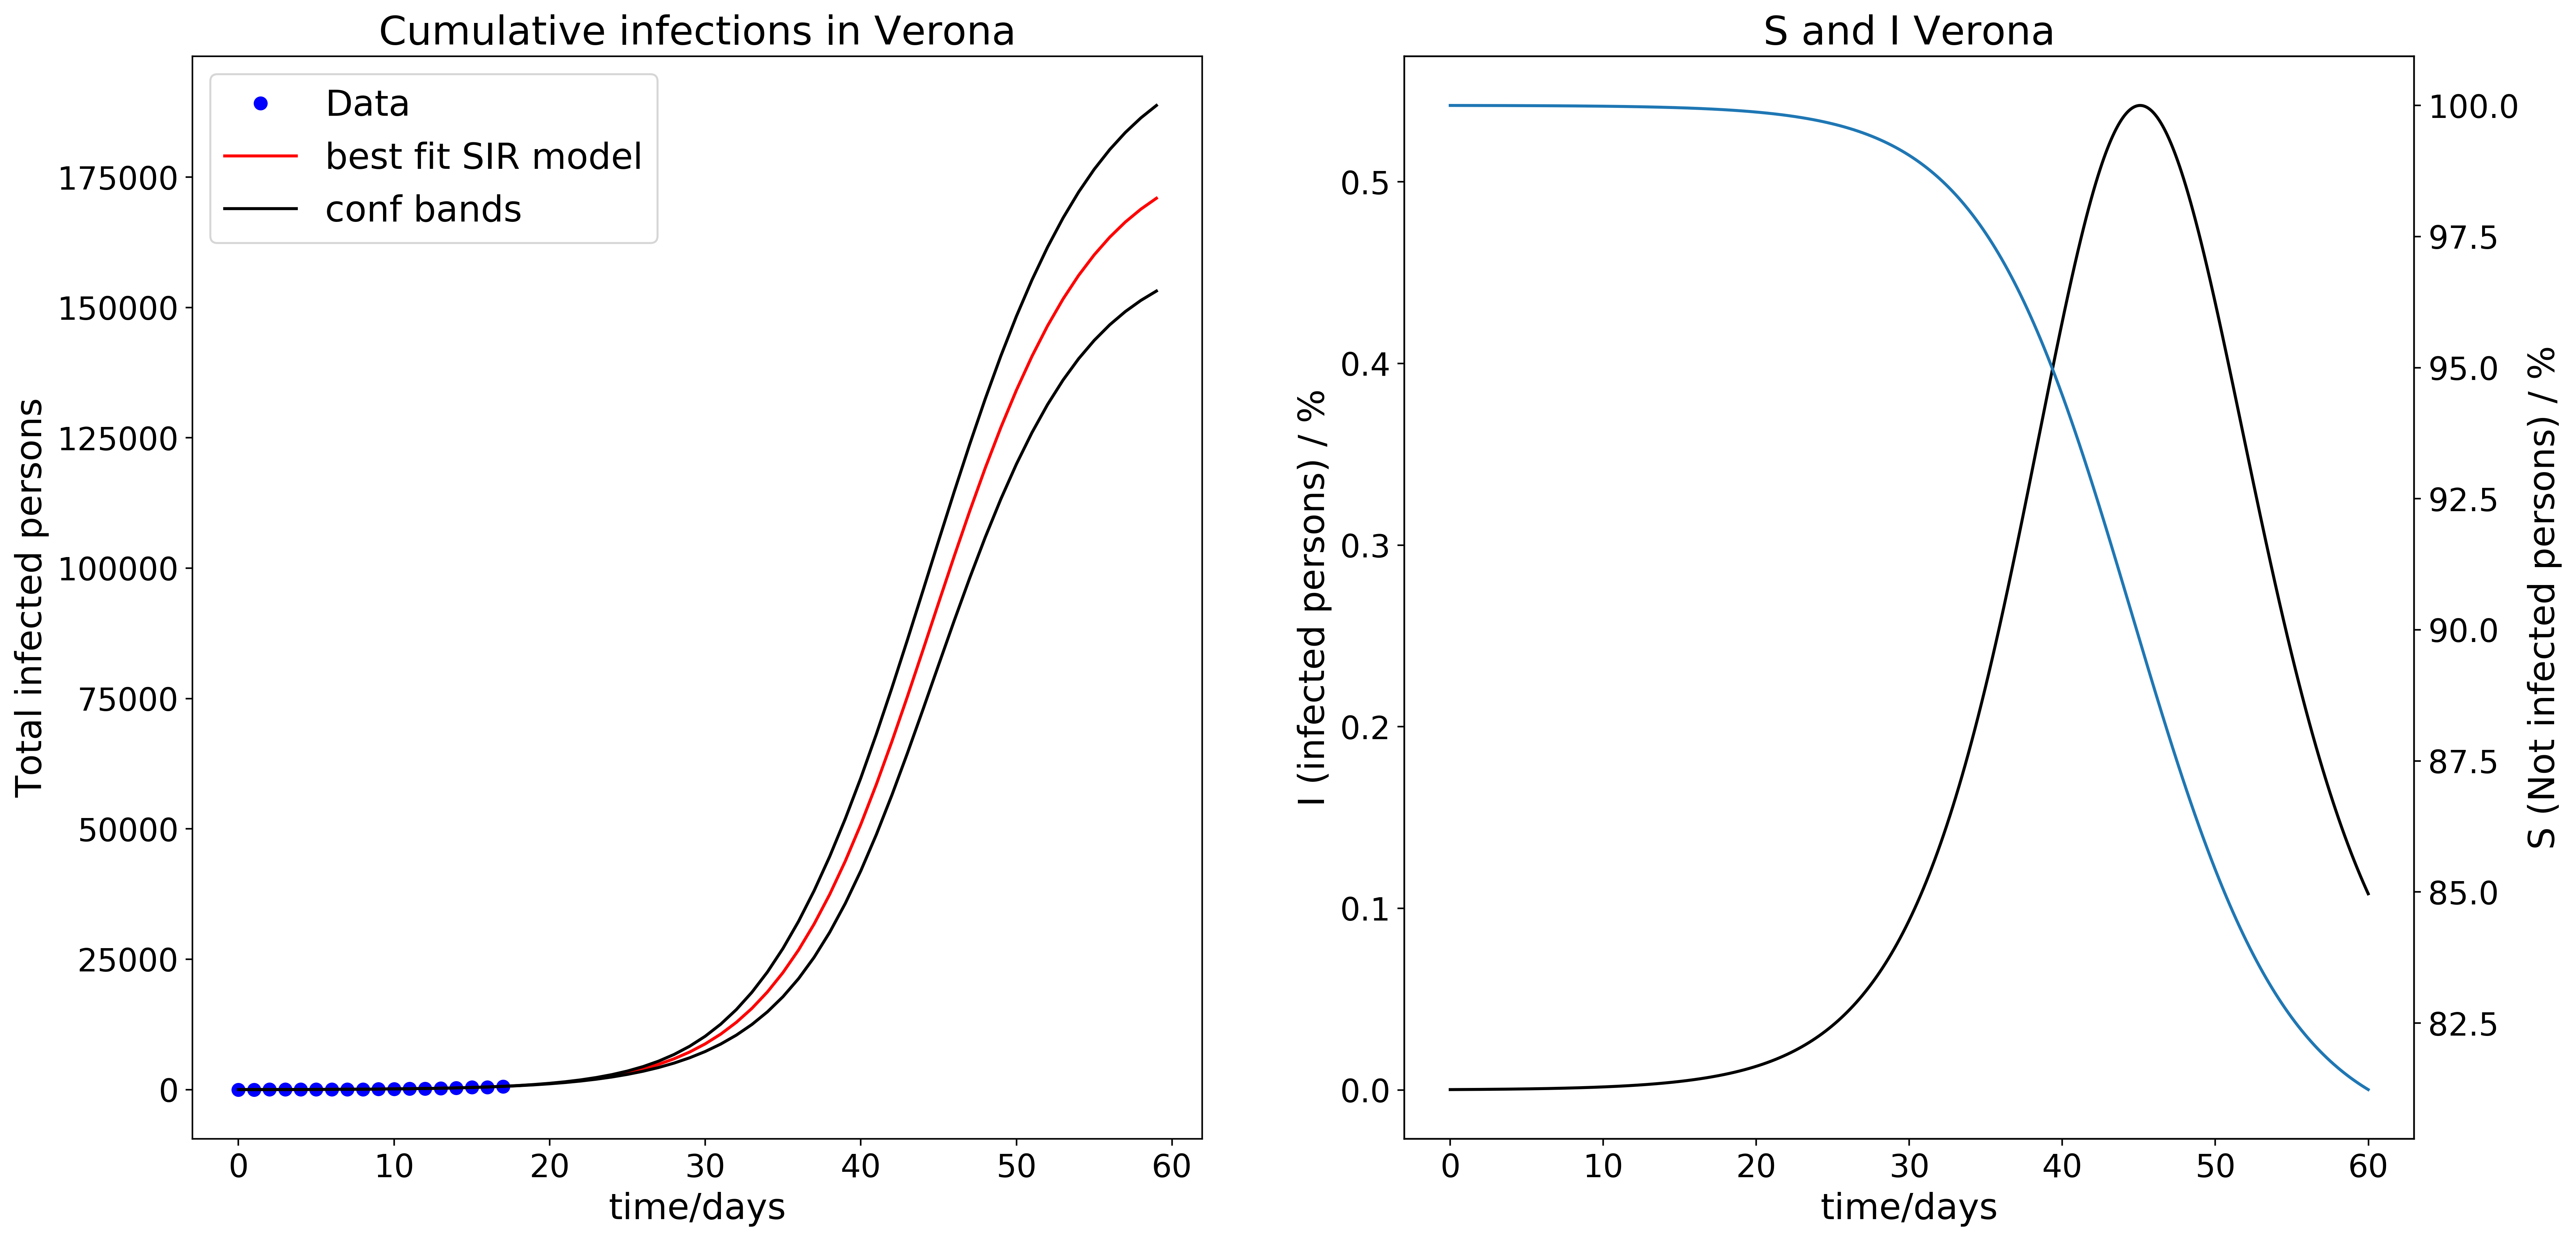 Cumulative infections in Verona
Data
best fit SIR model
conf bands
Total infected persons
175000
150000
125000
100000
75000
50000
25000
0
0 10 20 30 40 50 60
time/days
S and I Verona
I (infected persons) / %
0.5
0.4
0.3
0.2
0.1
0.0
0 10 20 30 40 50 60
time/days
100.0
97.5
95.0
92.5
90.0
87.5
85.0
82.5
S (Not infected persons) / %